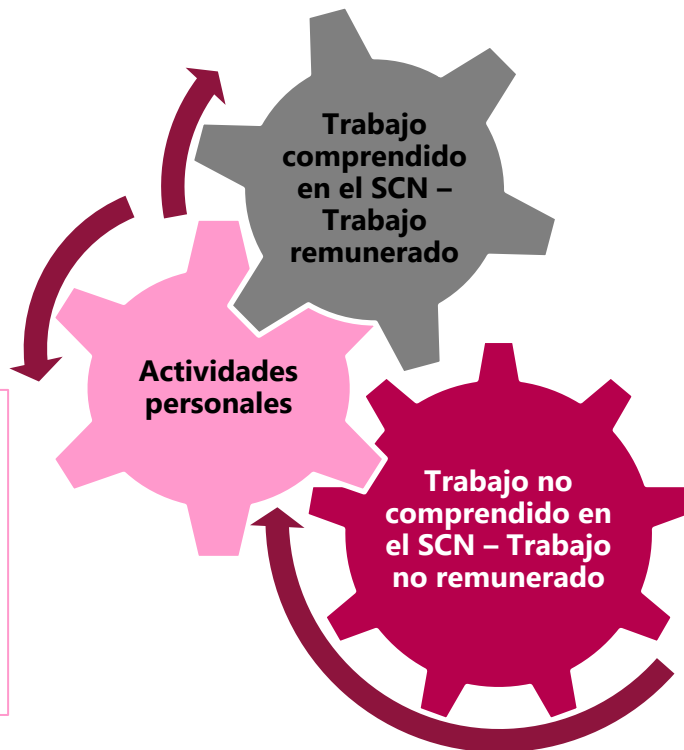 Trabajo
comprendido
en el SCN –
Trabajo
remunerado
Actividades
personales
Trabajo no
comprendido en
el SCN – Trabajo
no remunerado